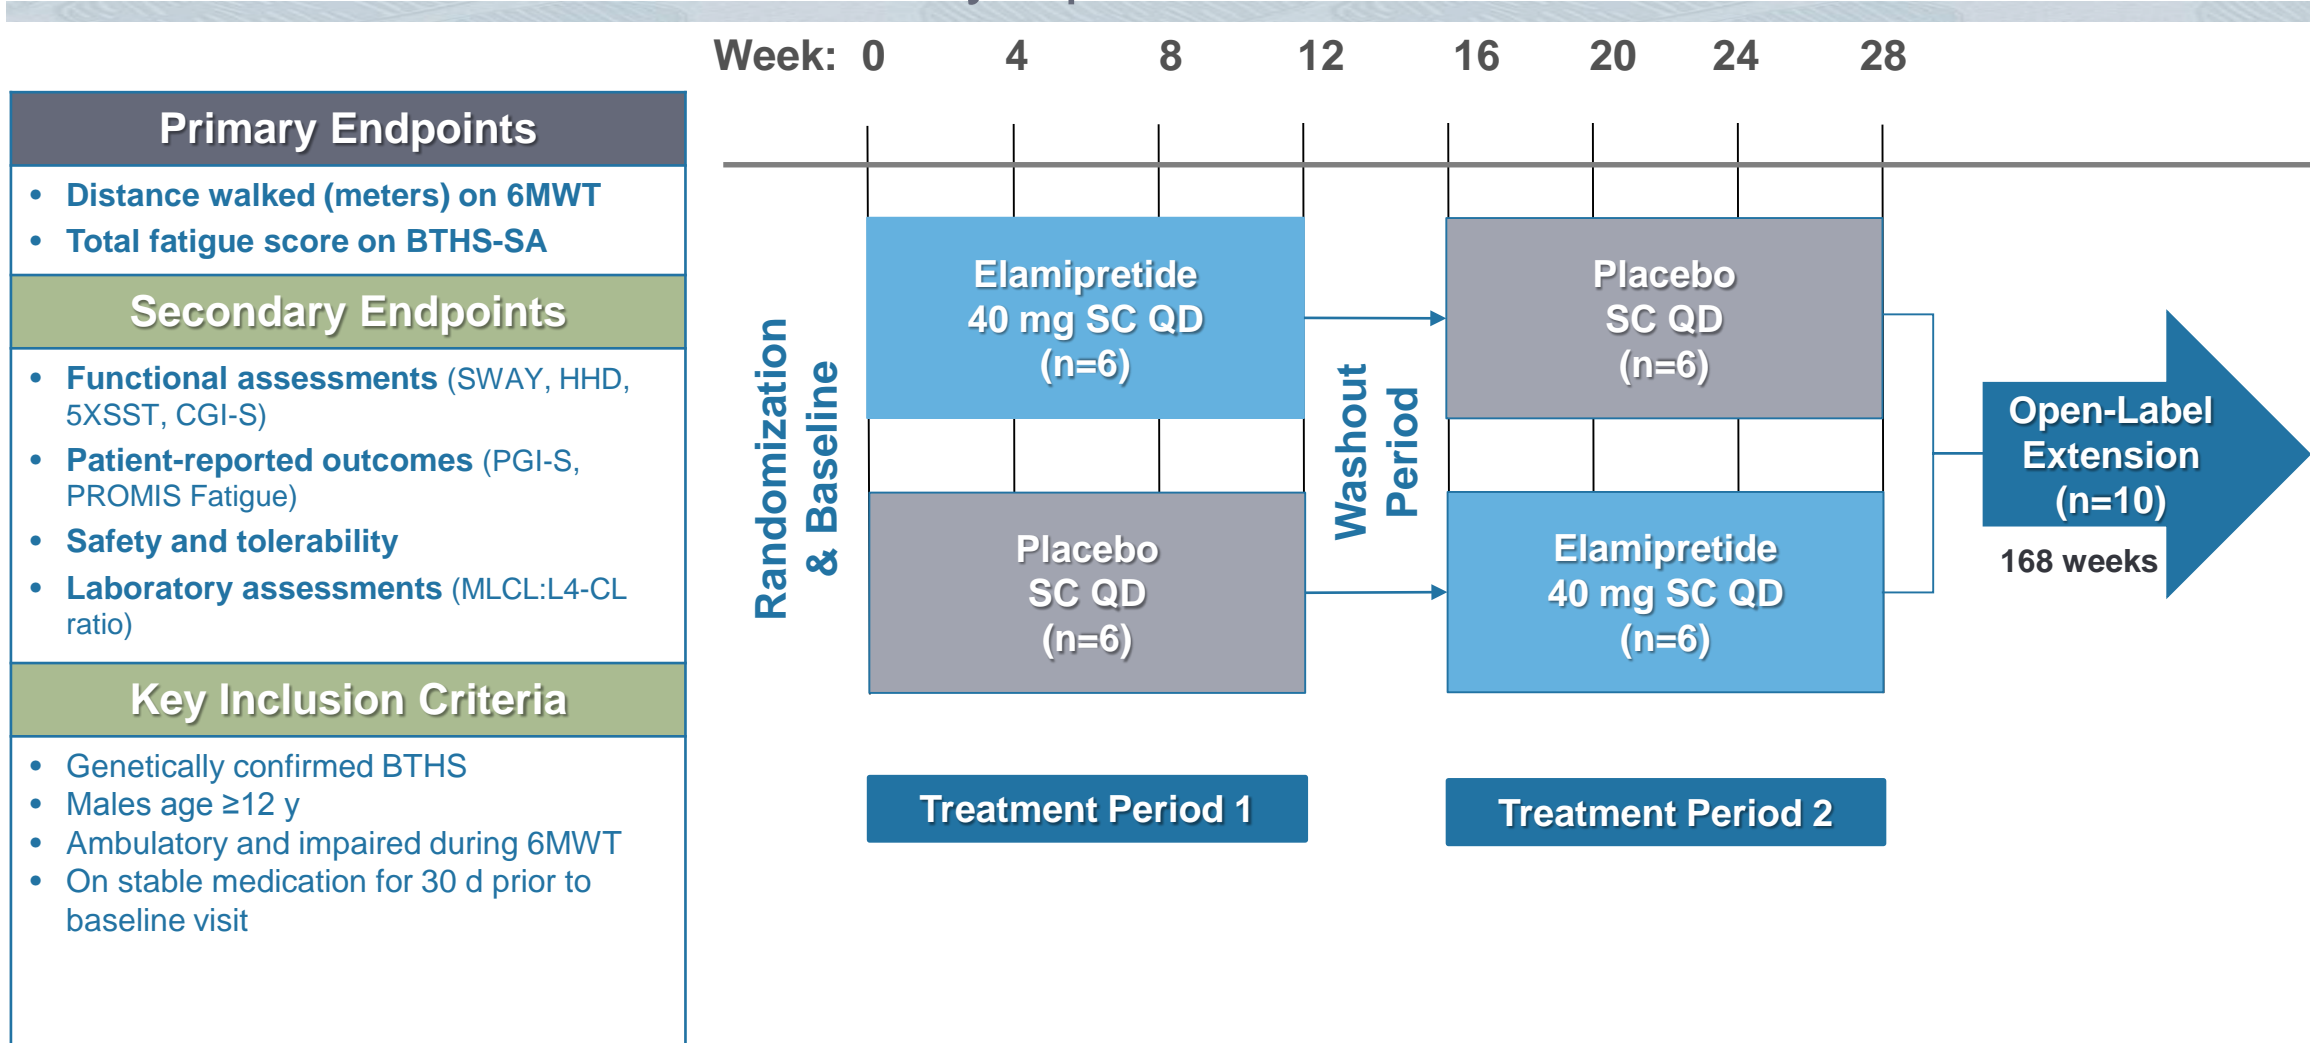 Week: 0 4 8 12 16 20 24 28
Primary Endpoints
• Distance walked (meters) on 6MWT
• Total fatigue score on BTHS-SA
Secondary Endpoints
• Functional assessments (SWAY, HHD,
5XSST, CGI-S)
• Patient-reported outcomes (PGI-S,
PROMIS Fatigue)
• Safety and tolerability
• Laboratory assessments (MLCL:L4-CL
ratio)
Key Inclusion Criteria
• Genetically confirmed BTHS
• Males age ≥12 y
• Ambulatory and impaired during 6MWT
• On stable medication for 30 d prior to
baseline visit
Randomization
& Baseline
Elamipretide
40 mg SC QD
(n=6)
Placebo
SC QD
(n=6)
Washout
Period
Placebo
SC QD
(n=6)
Elamipretide
40 mg SC QD
(n=6)
Open-Label
Extension
(n=10)
168 weeks
Treatment Period 1
Treatment Period 2